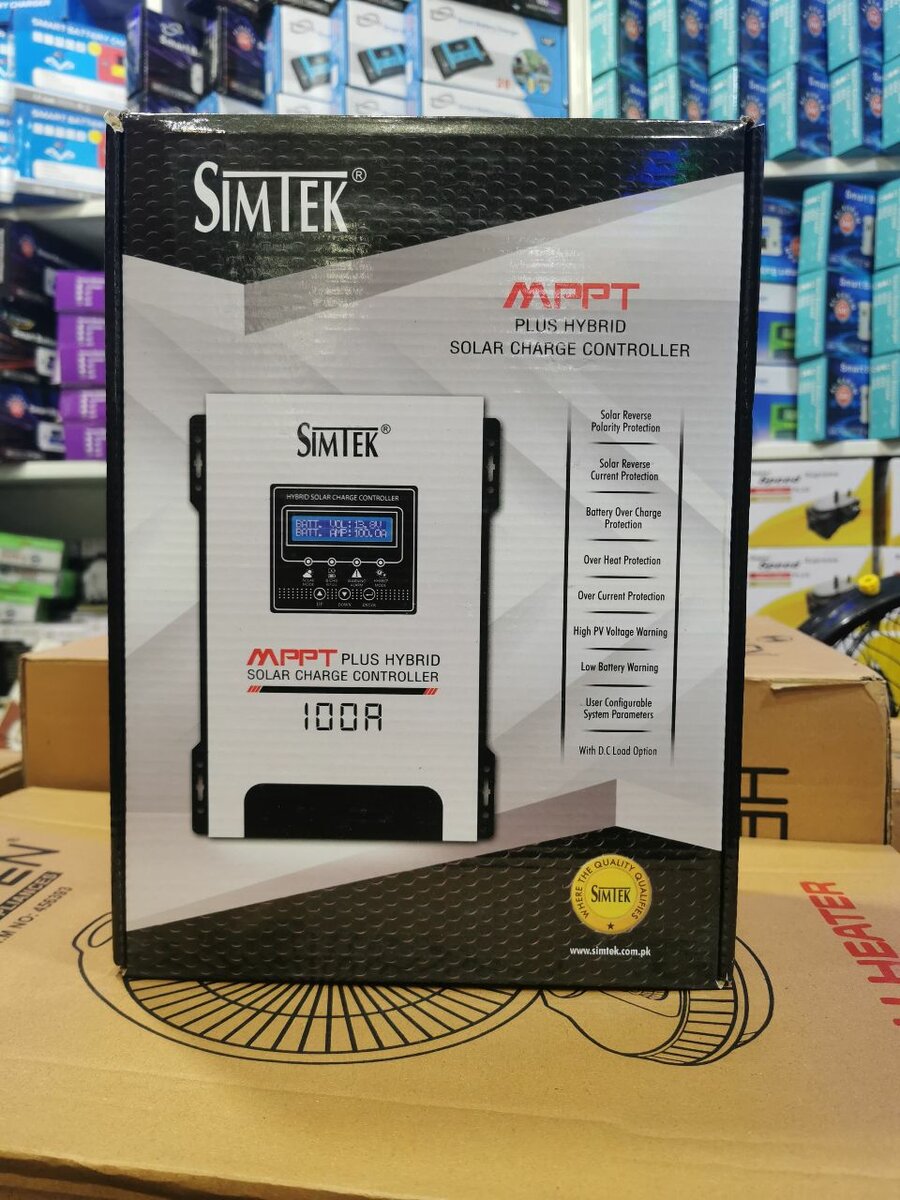 SIMTEK®
MPPT
PLUS HYBRID
SOLAR CHARGE CONTROLLER
SIMTEK®
HYBRID SOLAR CHARGE CONTROLLER
BATT. VOL:13.8V
BATT. AMP:100.0A
UP
DOWN
MPPT PLUS HYBRID
SOLAR CHARGE CONTROLLER
100A
Solar Reverse
Polarity Protection
Solar Reverse
Current Protection
Battery Over Charge
Protection
Over Heat Protection
Over Current Protection
High PV Voltage Warning
Low Battery Warning
User Configurable
System Parameters
With D.C Load Option
WHERE THE QUALITY QUALIFIES
SIMTEK
www.simtek.com.pk
HEATER